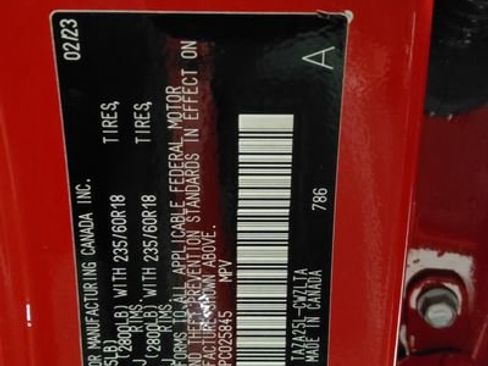 OR MANUFACTURING CANADA INC. 02/23
5LB)
(2800LB) WITH 235/60R18 TIRES,
J RIMS,
(2800LB) WITH 235/60R18 TIRES,
J RIMS,
FORMS TO ALL APPLICABLE FEDERAL MOTOR
AND THEFT PREVENTION STANDARDS IN EFFECT ON
FACTURE SHOWN ABOVE.
PC025845 MPV
A
786
MADE IN CANADA